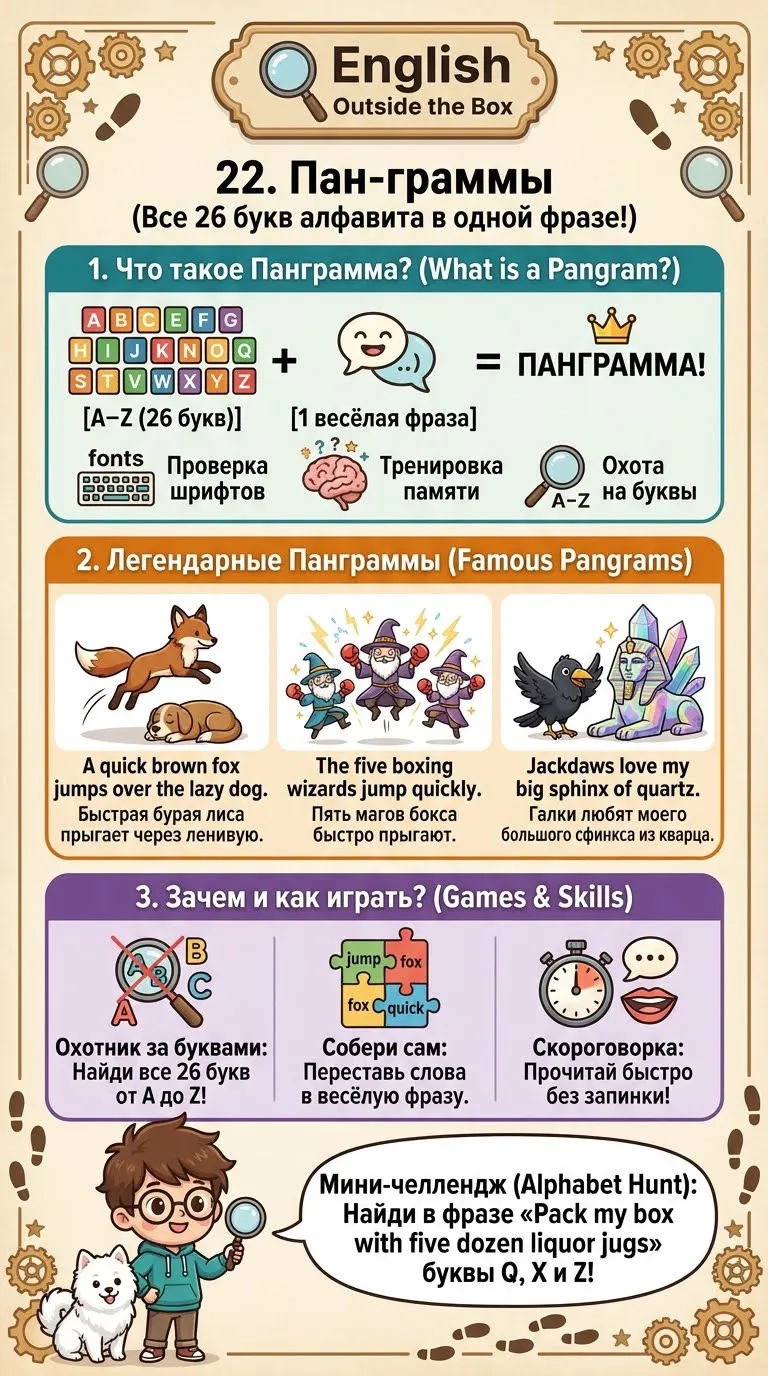 English
Outside the Box
22. Пан-граммы
(Все 26 букв алфавита в одной фразе!)
1. Что такое Панграмма? (What is a Pangram?)
A B C E F G
H I J K N O Q
S T V W X Y Z
+
=
ПАНГРАММА!
[A–Z (26 букв)]
[1 весёлая фраза]
fonts
Проверка
шрифтов
? ? ?
Тренировка
памяти
A–Z
Охота
на буквы
2. Легендарные Панграммы (Famous Pangrams)
A quick brown fox
jumps over the lazy dog.
Быстрая бурая лиса
прыгает через ленивую.
The five boxing
wizards jump quickly.
Пять магов бокса
быстро прыгают.
Jackdaws love my
big sphinx of quartz.
Галки любят моего
большого сфинкса из кварца.
3. Зачем и как играть? (Games & Skills)
A B
B
C
A
Охотник за буквами:
Найди все 26 букв
от A до Z!
jump fox
fox quick
Собери сам:
Переставь слова
в весёлую фразу.
Скороговорка:
Прочитай быстро
без запинки!
Мини-челлендж (Alphabet Hunt):
Найди в фразе «Pack my box
with five dozen liquor jugs»
буквы Q, X и Z!